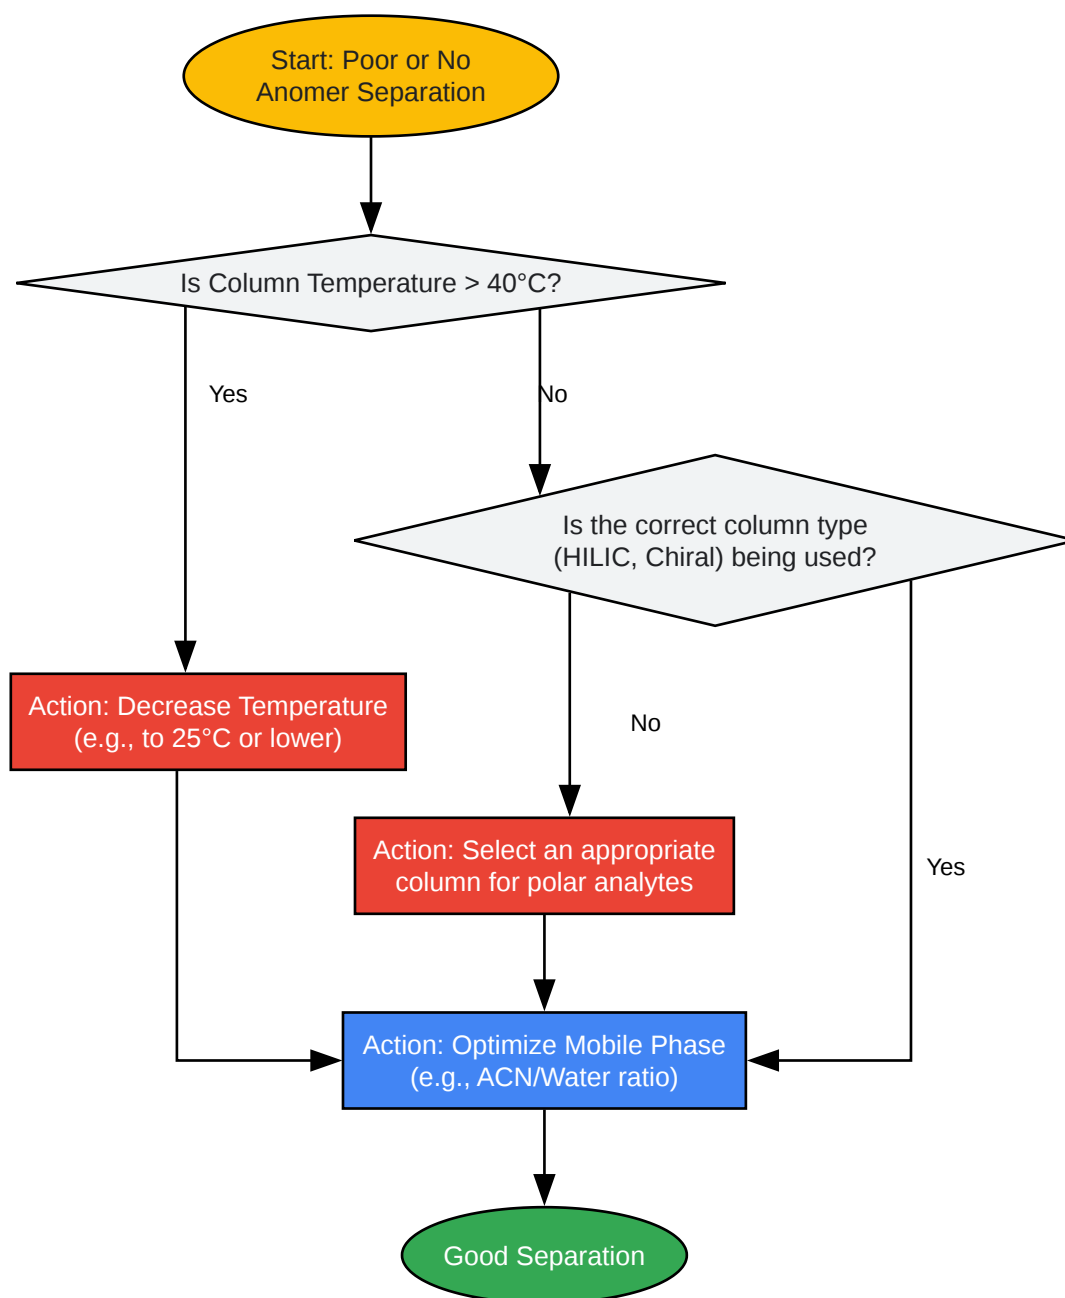 Start: Poor or No
Anomer Separation
Is Column Temperature > 40°C?
Yes
No
Is the correct column type
(HILIC, Chiral) being used?
Action: Decrease Temperature
(e.g., to 25°C or lower)
No
Action: Select an appropriate
column for polar analytes
Yes
Action: Optimize Mobile Phase
(e.g., ACN/Water ratio)
Good Separation